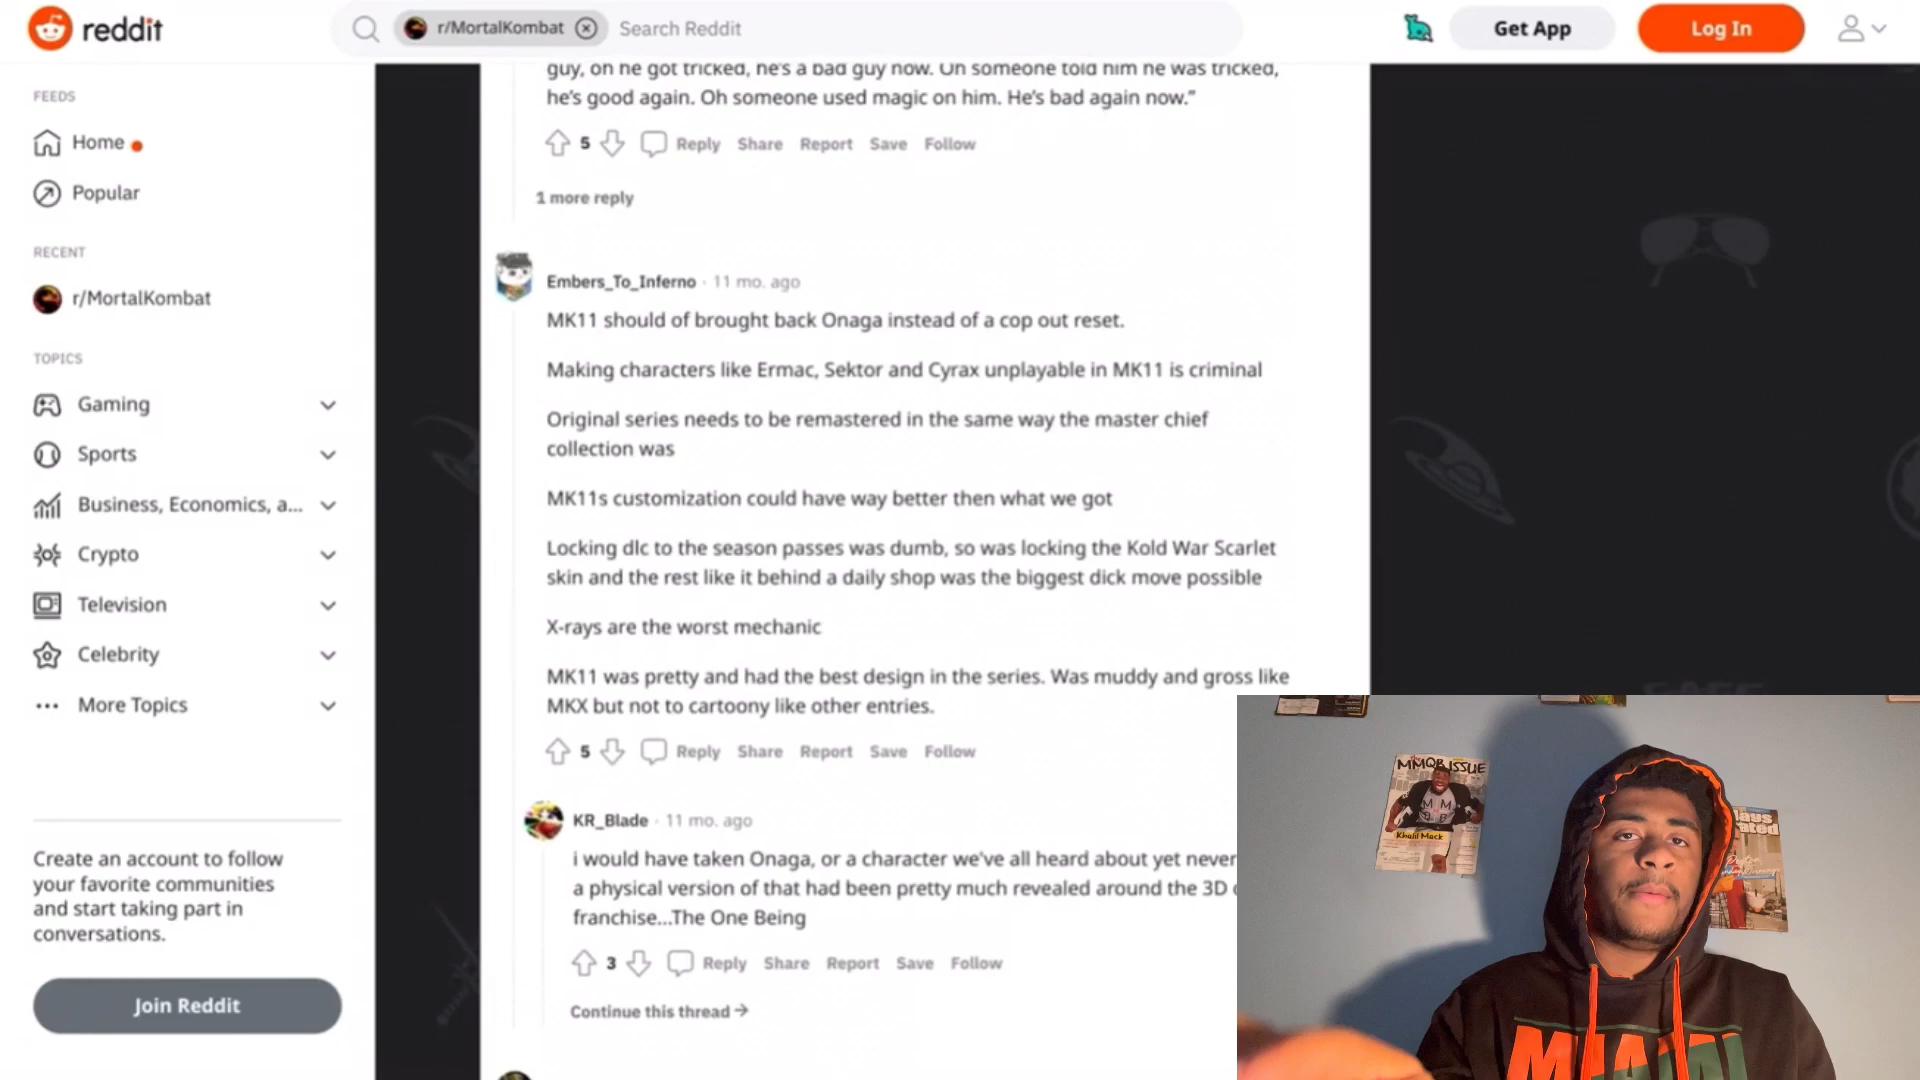 reddit
r/MortalKombat
Search Reddit
Get App
Log In
FEEDS
Home
Popular
RECENT
r/MortalKombat
TOPICS
Gaming
Sports
Business, Economics, a...
Crypto
Television
Celebrity
More Topics
Create an account to follow
your favorite communities
and start taking part in
conversations.
Join Reddit
guy, oh he got tricked, he's a bad guy now. Oh someone told him he was tricked,
he's good again. Oh someone used magic on him. He's bad again now.”
5 Reply Share Report Save Follow
1 more reply
Embers_To_Inferno · 11 mo. ago
MK11 should of brought back Onaga instead of a cop out reset.
Making characters like Ermac, Sektor and Cyrax unplayable in MK11 is criminal
Original series needs to be remastered in the same way the master chief
collection was
MK11s customization could have way better then what we got
Locking dlc to the season passes was dumb, so was locking the Kold War Scarlet
skin and the rest like it behind a daily shop was the biggest dick move possible
X-rays are the worst mechanic
MK11 was pretty and had the best design in the series. Was muddy and gross like
MKX but not to cartoony like other entries.
5 Reply Share Report Save Follow
KR_Blade · 11 mo. ago
i would have taken Onaga, or a character we've all heard about yet never
a physical version of that had been pretty much revealed around the 3D
franchise...The One Being
3 Reply Share Report Save Follow
Continue this thread
MMQB ISSUE
M M
Q B
Khalil Mack
MIAMI